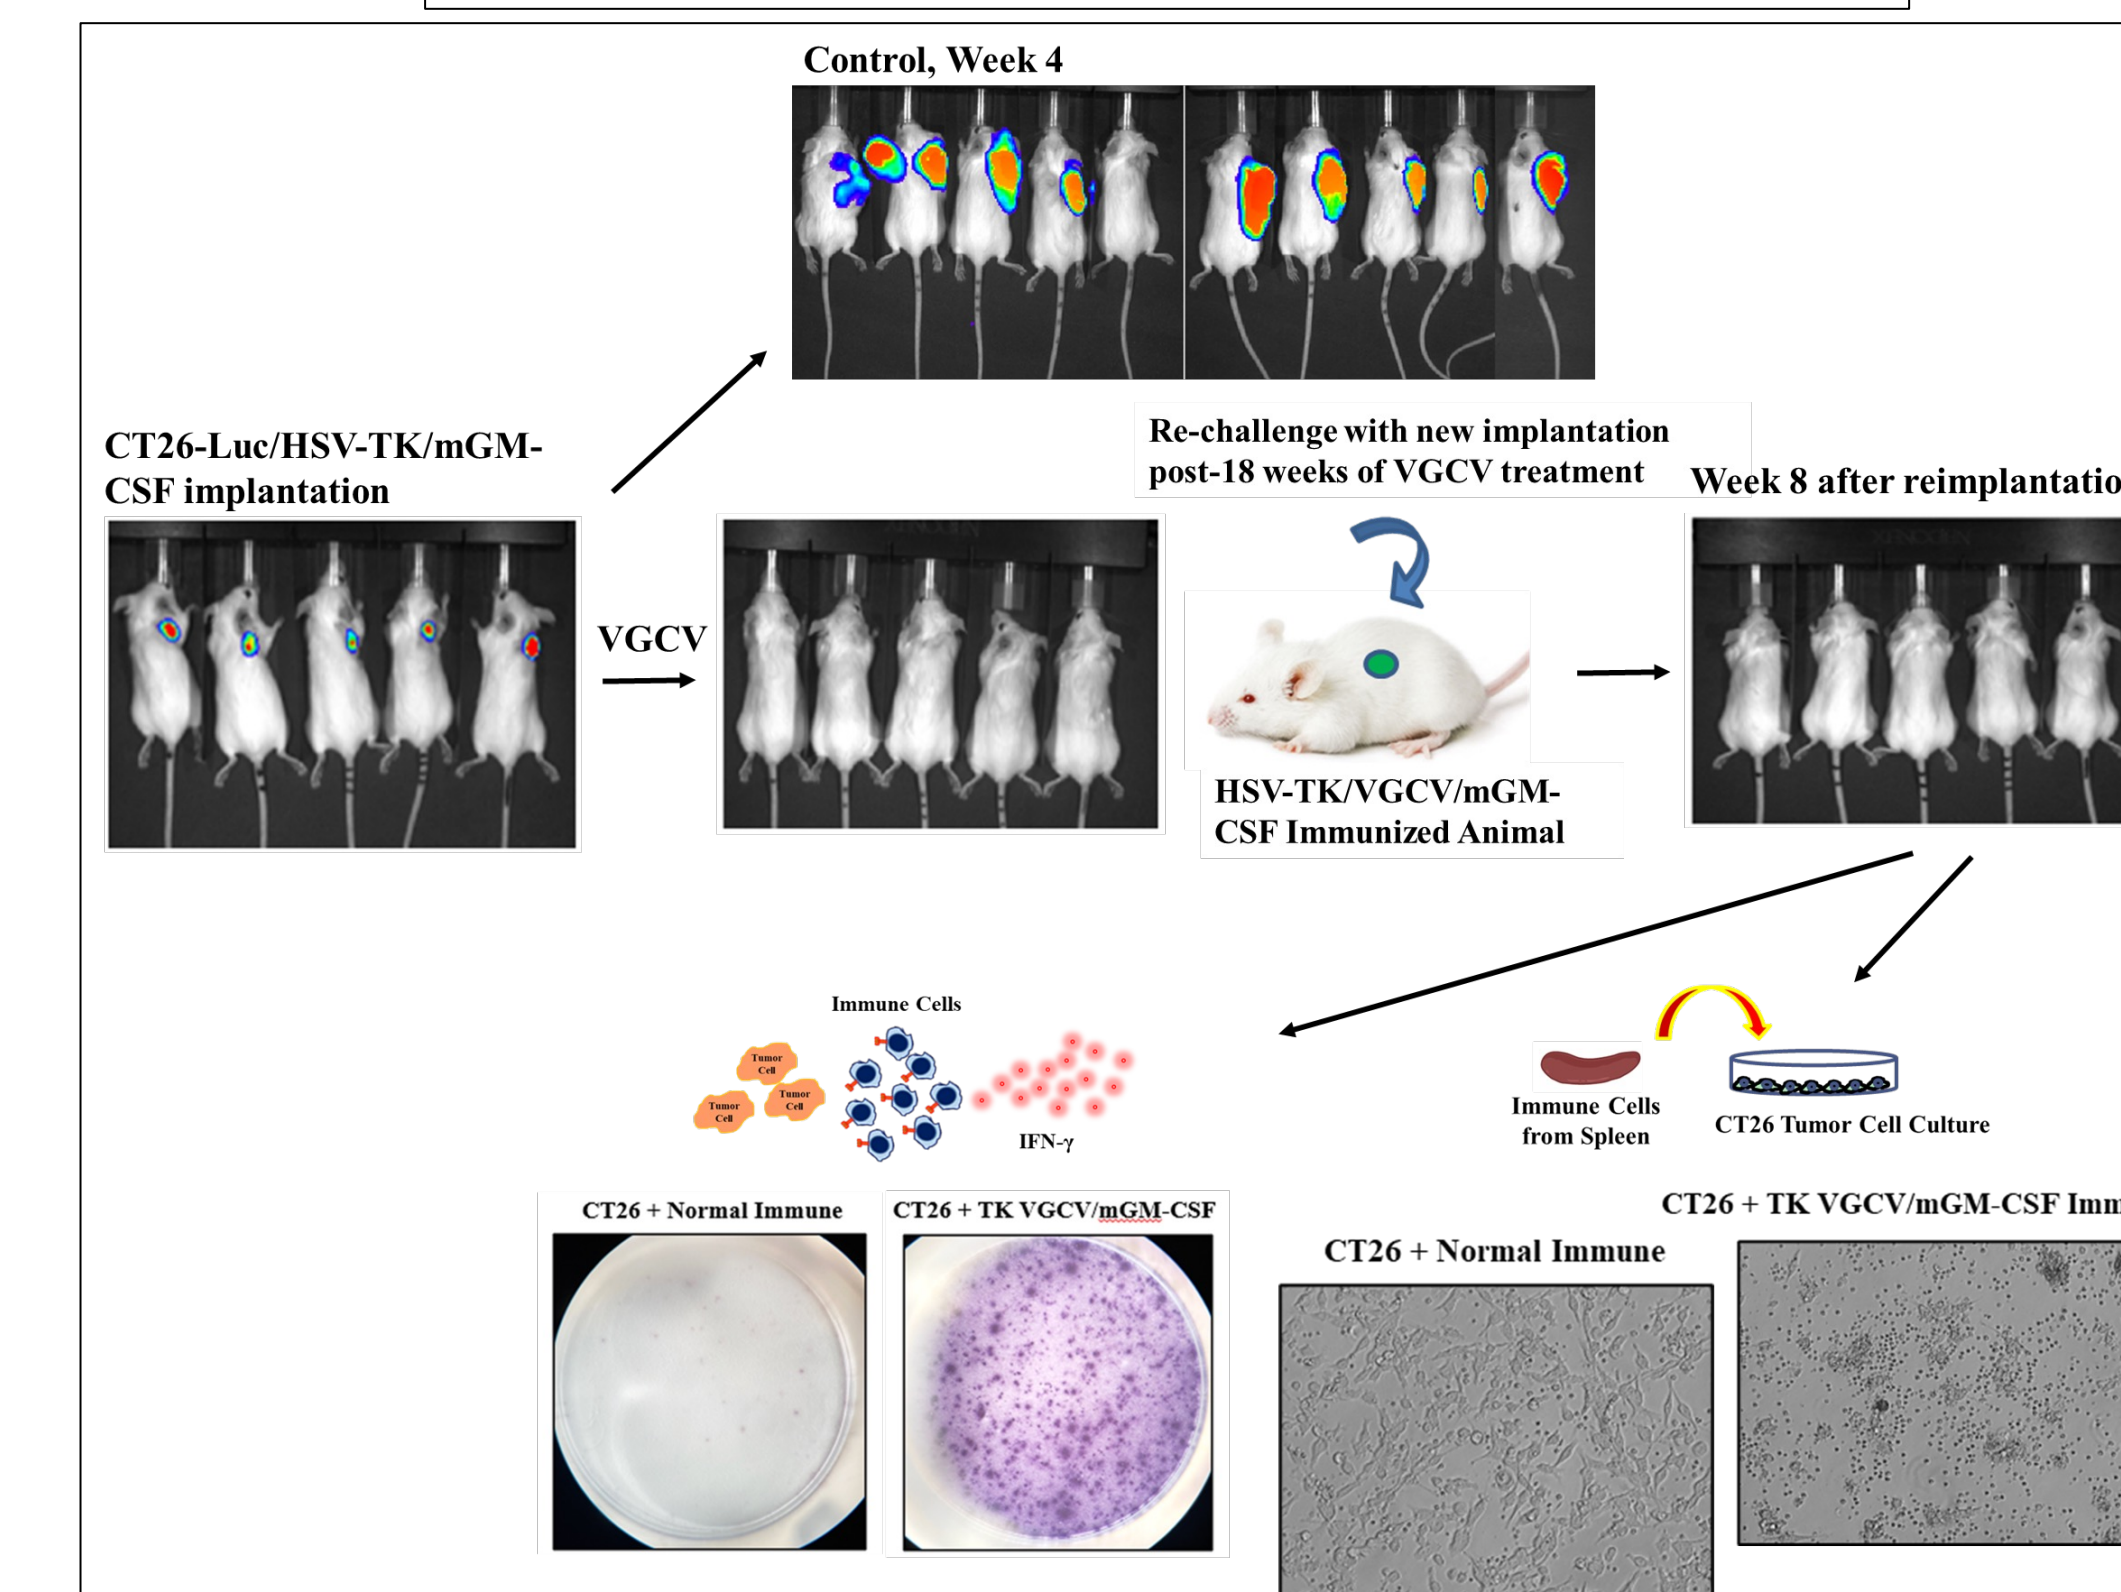 Control, Week 4
CT26-Luc/HSV-TK/mGM-
CSF implantation
VGCV
Re-challenge with new implantation
post-18 weeks of VGCV treatment
HSV-TK/VGCV/mGM-
CSF Immunized Animal
Week 8 after reimplantatio
XENOGEN
Immune Cells
Tumor
Cell
Tumor
Cell
Tumor
Cell
IFN-γ
Immune Cells
from Spleen
CT26 Tumor Cell Culture
CT26 + Normal Immune
CT26 + TK VGCV/mGM-CSF
CT26 + Normal Immune
CT26 + TK VGCV/mGM-CSF Imm